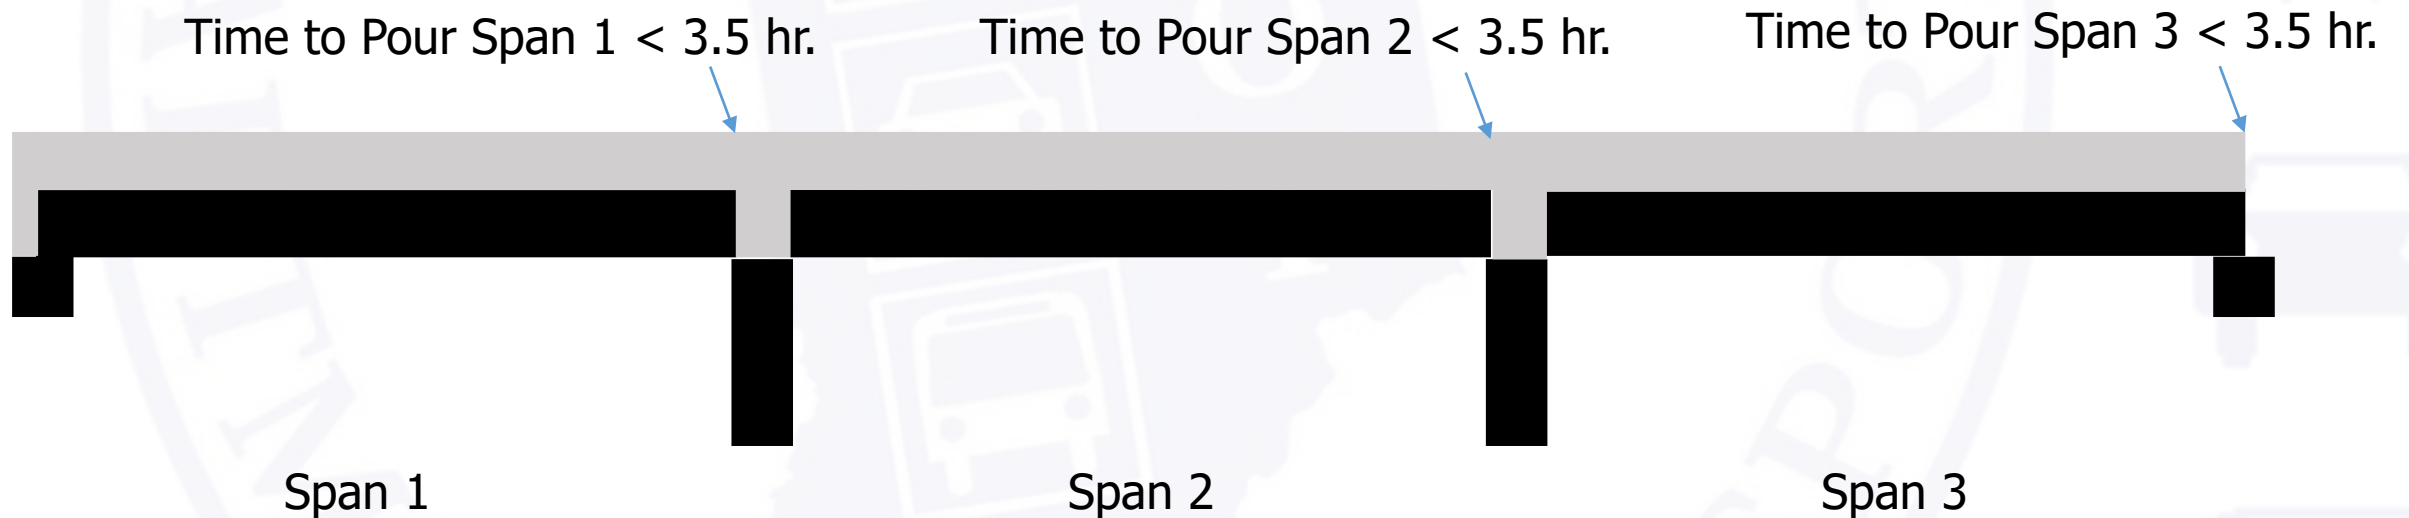 Time to Pour Span 1 < 3.5 hr.
Time to Pour Span 2 < 3.5 hr.
Time to Pour Span 3 < 3.5 hr.
Span 1
Span 2
Span 3